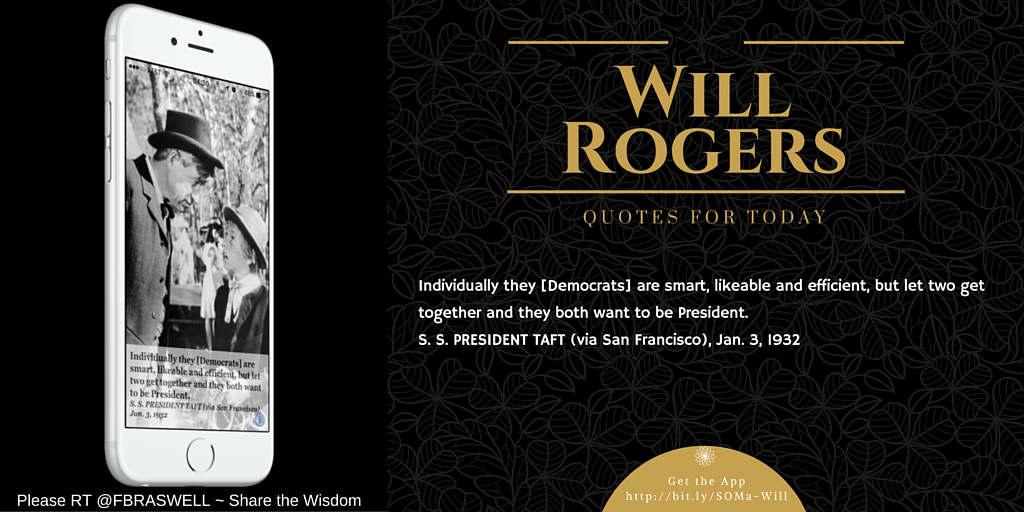 AT&T
Individually they [Democrats] are
smart, likeable and efficient, but let
two get together and they both want
to be President.
S. S. PRESIDENT TAFT (via San Francisco),
Jan. 3, 1932
Please RT @FBRASWELL ~ Share the Wisdom
WILL
ROGERS
QUOTES FOR TODAY
Individually they [Democrats] are smart, likeable and efficient, but let two get
together and they both want to be President.
S. S. PRESIDENT TAFT (via San Francisco), Jan. 3, 1932
Get the App
http://bit.ly/SOMa-Will